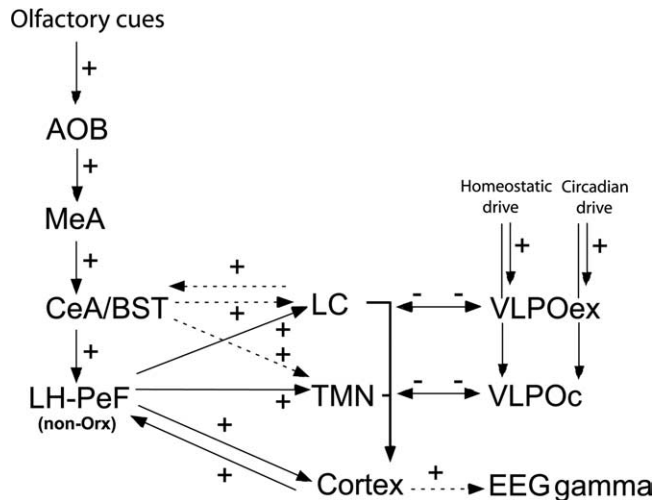 Olfactory cues
+
AOB
+
MeA
+
CeA/BST
+
LH-PeF
(non-Orx)
+
+
+
+
LC
+
TMN
+
+
Cortex
+
EEG gamma
Homeostatic drive
Circadian drive
+
+
- -
VLPOex
- -
VLPOc